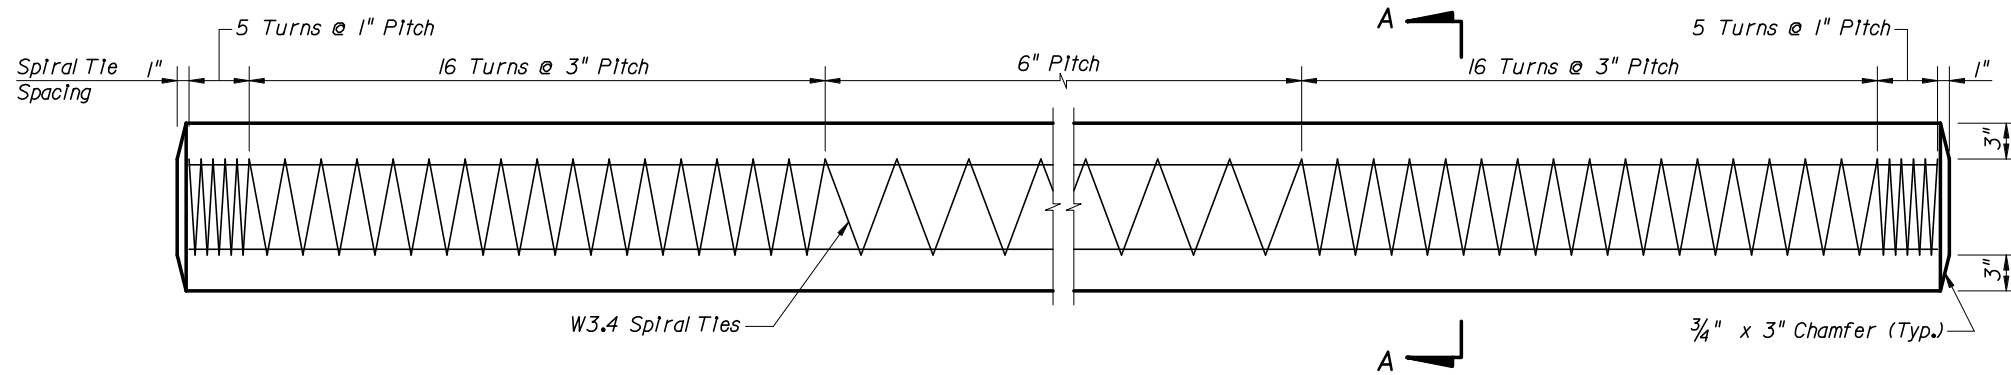 5 Turns @ 1" Pitch
A
5 Turns @ 1" Pitch
Spiral Tie
Spacing
1"
16 Turns @ 3" Pitch
6" Pitch
16 Turns @ 3" Pitch
1"
3"
3"
W3.4 Spiral Ties
3/4" x 3" Chamfer (Typ.)
A